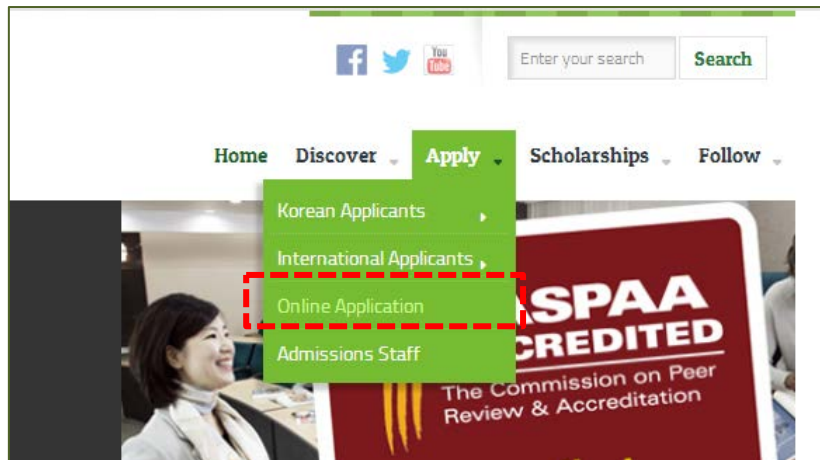 You
Tube
Enter your search Search
Home Discover Apply Scholarships Follow
Korean Applicants
International Applicants
Online Application
Admissions Staff
ASPAA
CREDITED
The Commission on Peer
Review & Accreditation